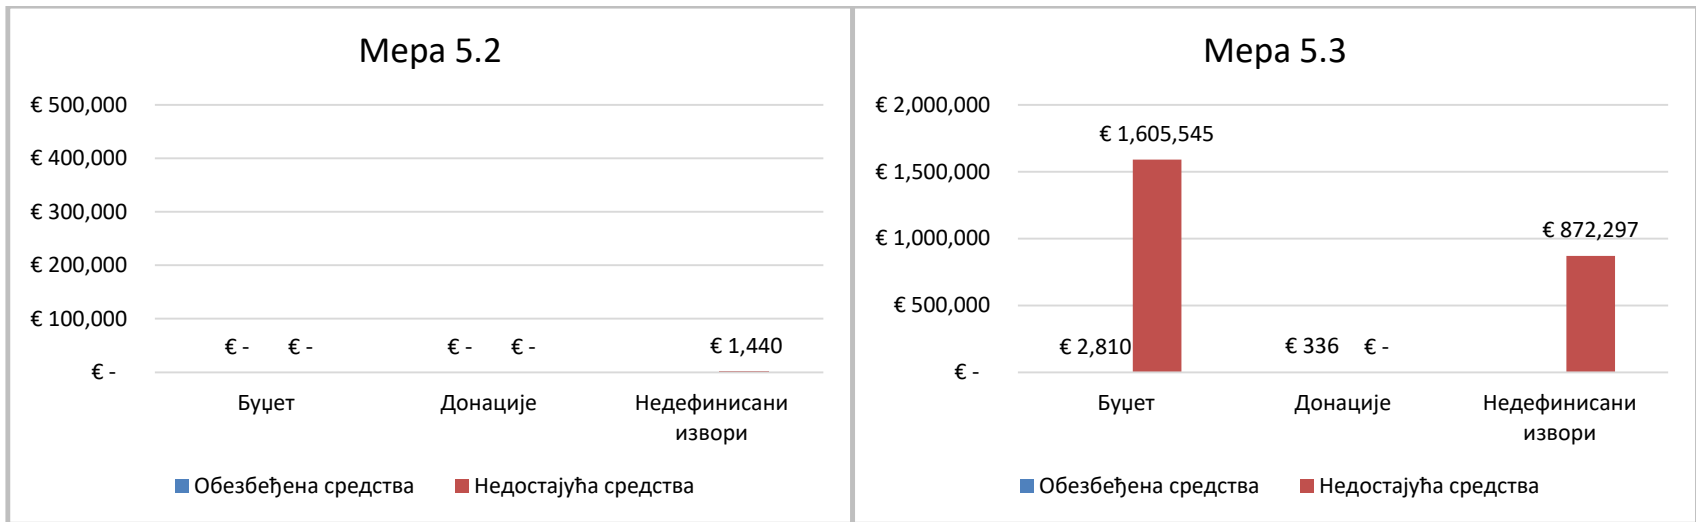 Мера 5.2
€ 500,000
€ 400,000
€ 300,000
€ 200,000
€ 100,000
€ -
€ - € - € - € - € 1,440
Буџет Донације Недефинисани
извори
Обезбеђена средства Недостајућа средства
Мера 5.3
€ 2,000,000
€ 1,500,000
€ 1,000,000
€ 500,000
€ -
€ 1,605,545
€ 872,297
€ 2,810 € 336 € -
Буџет Донације Недефинисани
извори
Обезбеђена средства Недостајућа средства